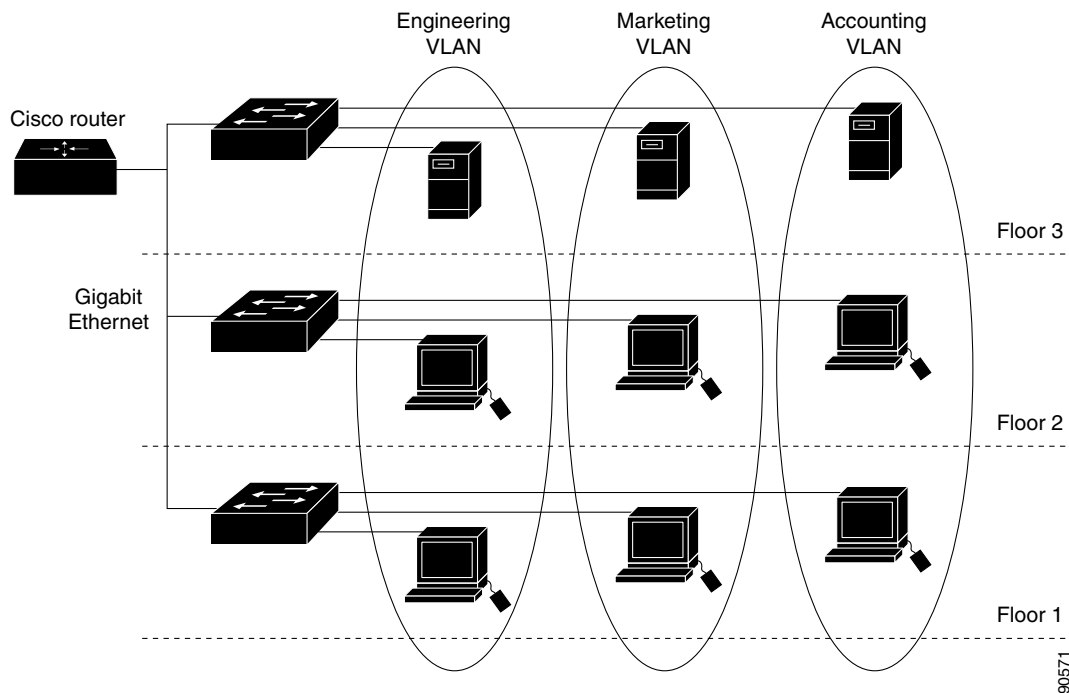 Engineering
VLAN
Marketing
VLAN
Accounting
VLAN
Cisco router
Floor 3
Gigabit
Ethernet
Floor 2
Floor 1
90571